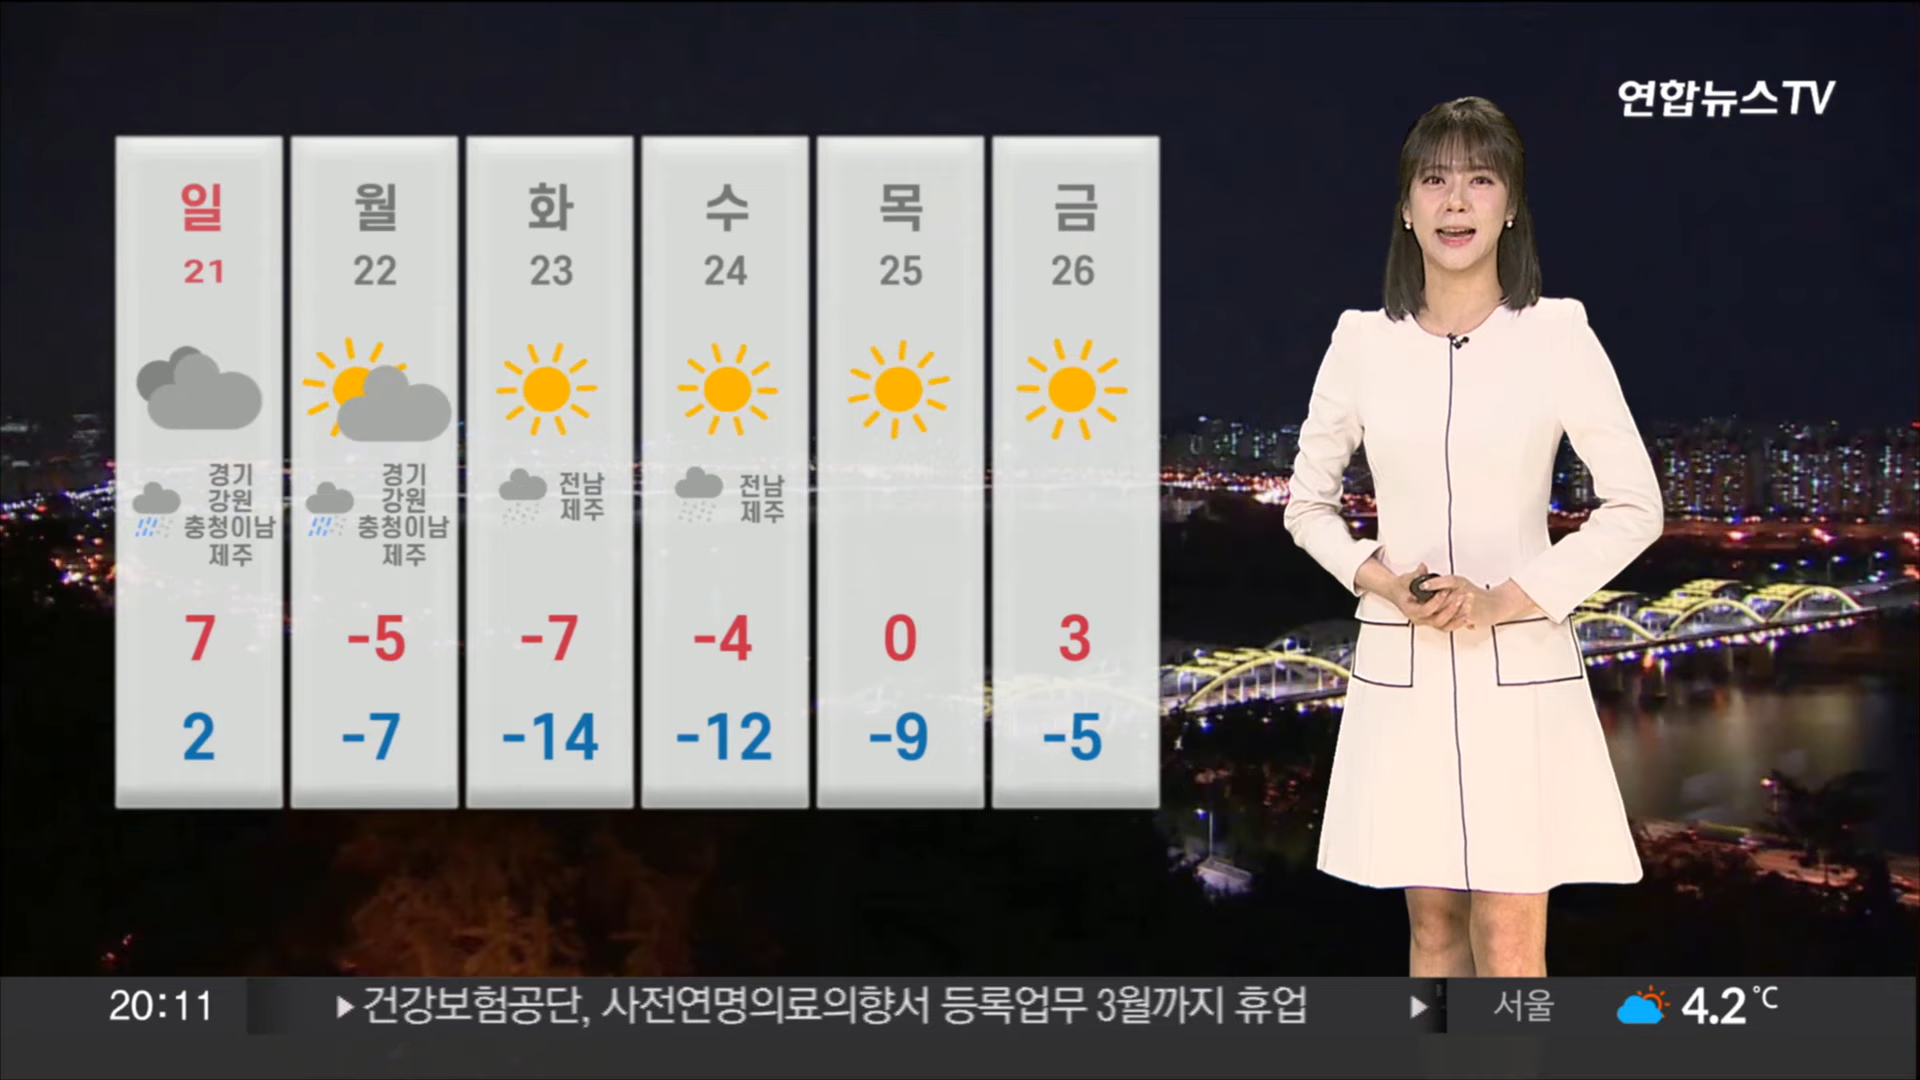 연합뉴스TV
일 월 화 수 목 금
21 22 23 24 25 26
경기 경기
강원 강원 전남 전남
충청이남 충청이남 제주 제주
제주 제주
7 -5 -7 -4 0 3
2 -7 -14 -12 -9 -5
20:11 ▶건강보험공단, 사전연명의료의향서 등록업무 3월까지 휴업 ▶ 서울 4.2℃